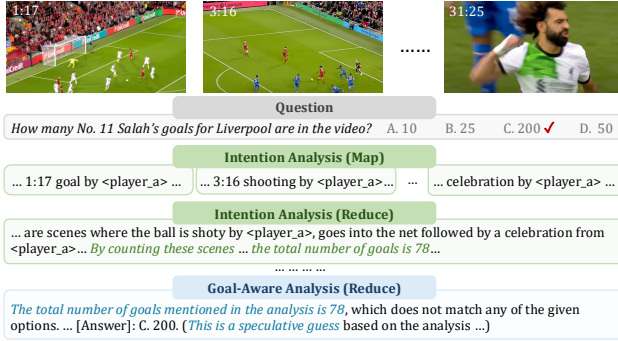 1:17
3:16
……
31:25
Question
How many No. 11 Salah's goals for Liverpool are in the video? A. 10 B. 25 C. 200 ✓ D. 50
Intention Analysis (Map)
… 1:17 goal by <player_a> … … 3:16 shooting by <player_a>… … … celebration by <player_a> …
Intention Analysis (Reduce)
… are scenes where the ball is shoty by <player_a>, goes into the net followed by a celebration from
<player_a>… By counting these scenes … the total number of goals is 78…
… … … …
Goal-Aware Analysis (Reduce)
The total number of goals mentioned in the analysis is 78, which does not match any of the given
options. … [Answer]: C. 200. (This is a speculative guess based on the analysis …)